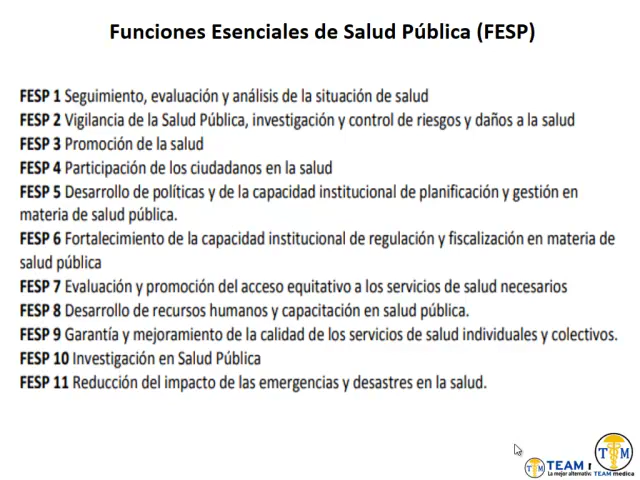 Funciones Esenciales de Salud Pública (FESP)
FESP 1 Seguimiento, evaluación y análisis de la situación de salud
FESP 2 Vigilancia de la Salud Pública, investigación y control de riesgos y daños a la salud
FESP 3 Promoción de la salud
FESP 4 Participación de los ciudadanos en la salud
FESP 5 Desarrollo de políticas y de la capacidad institucional de planificación y gestión en
materia de salud pública.
FESP 6 Fortalecimiento de la capacidad institucional de regulación y fiscalización en materia de
salud pública
FESP 7 Evaluación y promoción del acceso equitativo a los servicios de salud necesarios
FESP 8 Desarrollo de recursos humanos y capacitación en salud pública.
FESP 9 Garantía y mejoramiento de la calidad de los servicios de salud individuales y colectivos.
FESP 10 Investigación en Salud Pública
FESP 11 Reducción del impacto de las emergencias y desastres en la salud.
T M
TEAM
La mejor alternativ
T M
TEAM medica